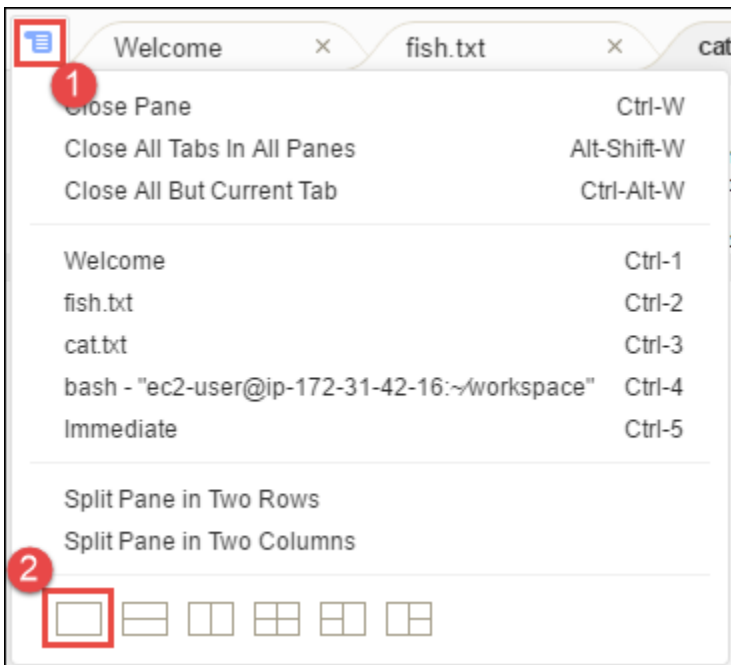 Welcome × fish.txt × cat
1
Close Pane Ctrl-W
Close All Tabs In All Panes Alt-Shift-W
Close All But Current Tab Ctrl-Alt-W
Welcome Ctrl-1
fish.txt Ctrl-2
cat.txt Ctrl-3
bash - "ec2-user@ip-172-31-42-16:~/workspace" Ctrl-4
Immediate Ctrl-5
Split Pane in Two Rows
Split Pane in Two Columns
2